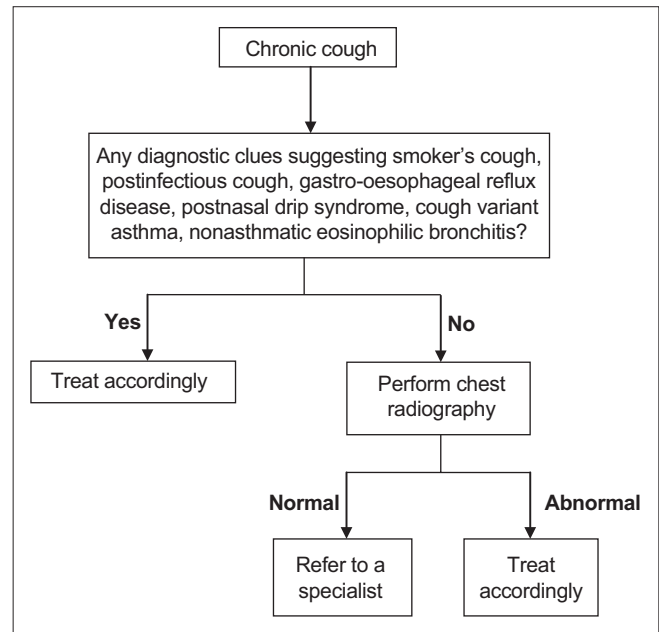 Chronic cough
Any diagnostic clues suggesting smoker’s cough,
postinfectious cough, gastro-oesophageal reflux
disease, postnasal drip syndrome, cough variant
asthma, nonasthmatic eosinophilic bronchitis?
Yes
No
Treat accordingly
Perform chest
radiography
Normal
Abnormal
Refer to a
specialist
Treat
accordingly